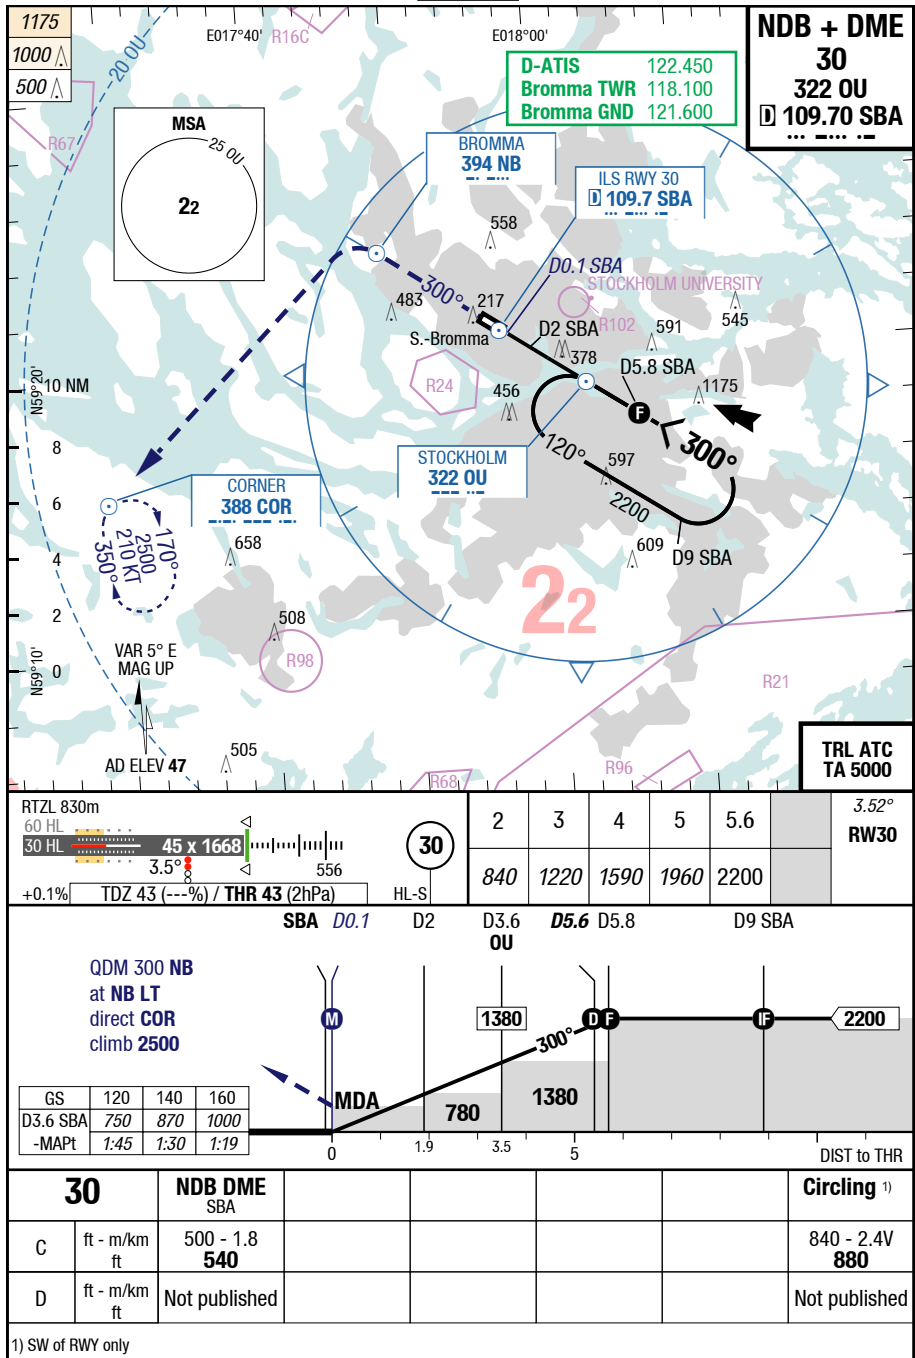 1175
1000
500
20 OU
E017°40'
R16C
E018°00'
D-ATIS 122.450
Bromma TWR 118.100
Bromma GND 121.600
NDB + DME
30
322 OU
D 109.70 SBA
R67
MSA
25 OU
22
BROMMA
394 NB
ILS RWY 30
D 109.7 SBA
558
D0.1 SBA
STOCKHOLM UNIVERSITY
300°
483
217
R102
545
S.-Bromma
D2 SBA
591
378
D5.8 SBA
N59°20'
10 NM
R24
456
1175
F
300°
8
STOCKHOLM
322 OU
120°
597
2200
6
CORNER
388 COR
D9 SBA
170°
2500
210 KT
350°
658
609
4
22
2
508
VAR 5° E
MAG UP
R98
N59°10'
0
R21
AD ELEV 47
505
R68
R96
TRL ATC
TA 5000
RTZL 830m
60 HL
30 HL
45 x 1668
3.5°
556
30
HL-S
+0.1%
TDZ 43 (---%) / THR 43 (2hPa)
2 3 4 5 5.6
840 1220 1590 1960 2200
3.52°
RW30
SBA D0.1 D2 D3.6 D5.6 D5.8 D9 SBA
OU
QDM 300 NB
at NB LT
direct COR
climb 2500
M
1380
D F
IF
2200
300°
MDA
780
1380
GS 120 140 160
D3.6 SBA 750 870 1000
-MAPt 1:45 1:30 1:19
0 1.9 3.5 5 DIST to THR
30 NDB DME Circling 1)
SBA
C ft - m/km 500 - 1.8 840 - 2.4V
ft 540 880
D ft - m/km Not published Not published
ft
1) SW of RWY only